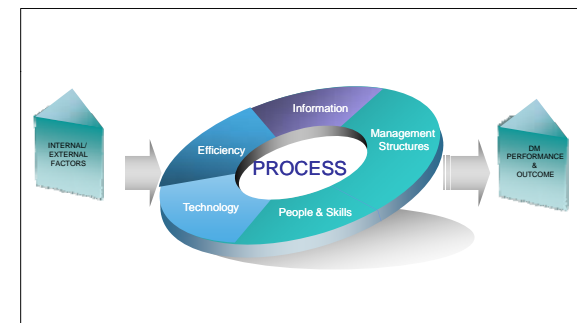 INTERNAL/
EXTERNAL
FACTORS
Information
Management
Structures
Efficiency
PROCESS
Technology
People & Skills
DM
PERFORMANCE
&
OUTCOME